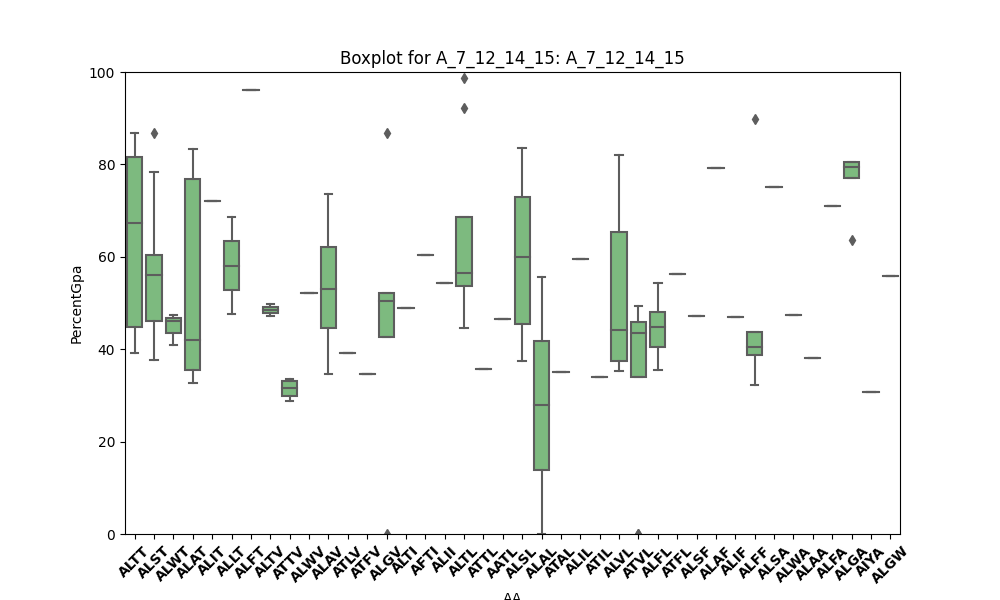 Boxplot for A_7_12_14_15: A_7_12_14_15
100
80
60
40
20
0
PercentGpa
ALTT
ALST
ALWT
ALAT
ALIT
ALLT
ALFT
ALTV
ATTV
ALWV
ALAV
ATLV
ATFV
ALGV
ALTI
AFTI
ALII
ALTL
ATTL
AATL
ALSL
ALAL
ATAL
ALIL
ATIL
ALVL
ATVL
ALFL
ATFL
ALSF
ALAF
ALIF
ALFF
ALSA
ALWA
ALAA
ALFA
ALGA
AIYA
ALGW
AA